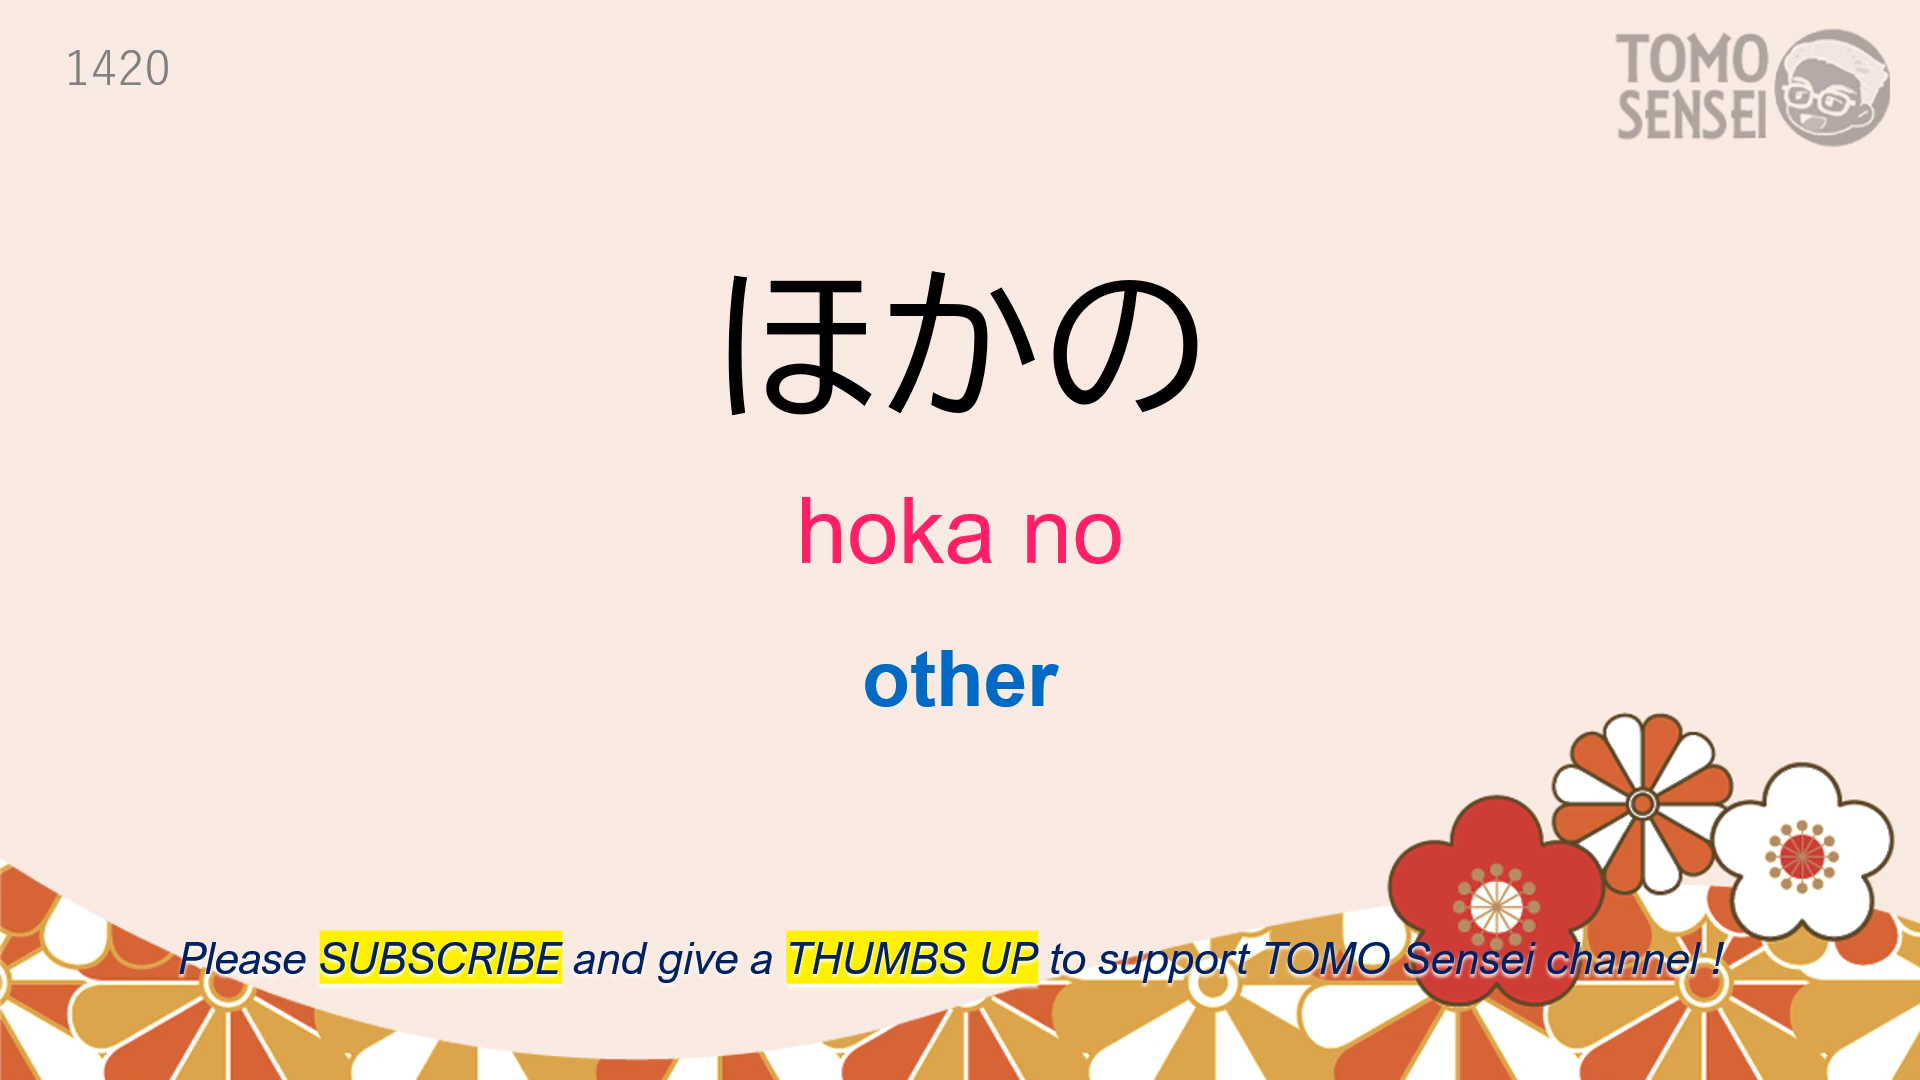 1420
TOMO
SENSEI
ほかの
hoka no
other
Please SUBSCRIBE and give a THUMBS UP to support TOMO Sensei channel !